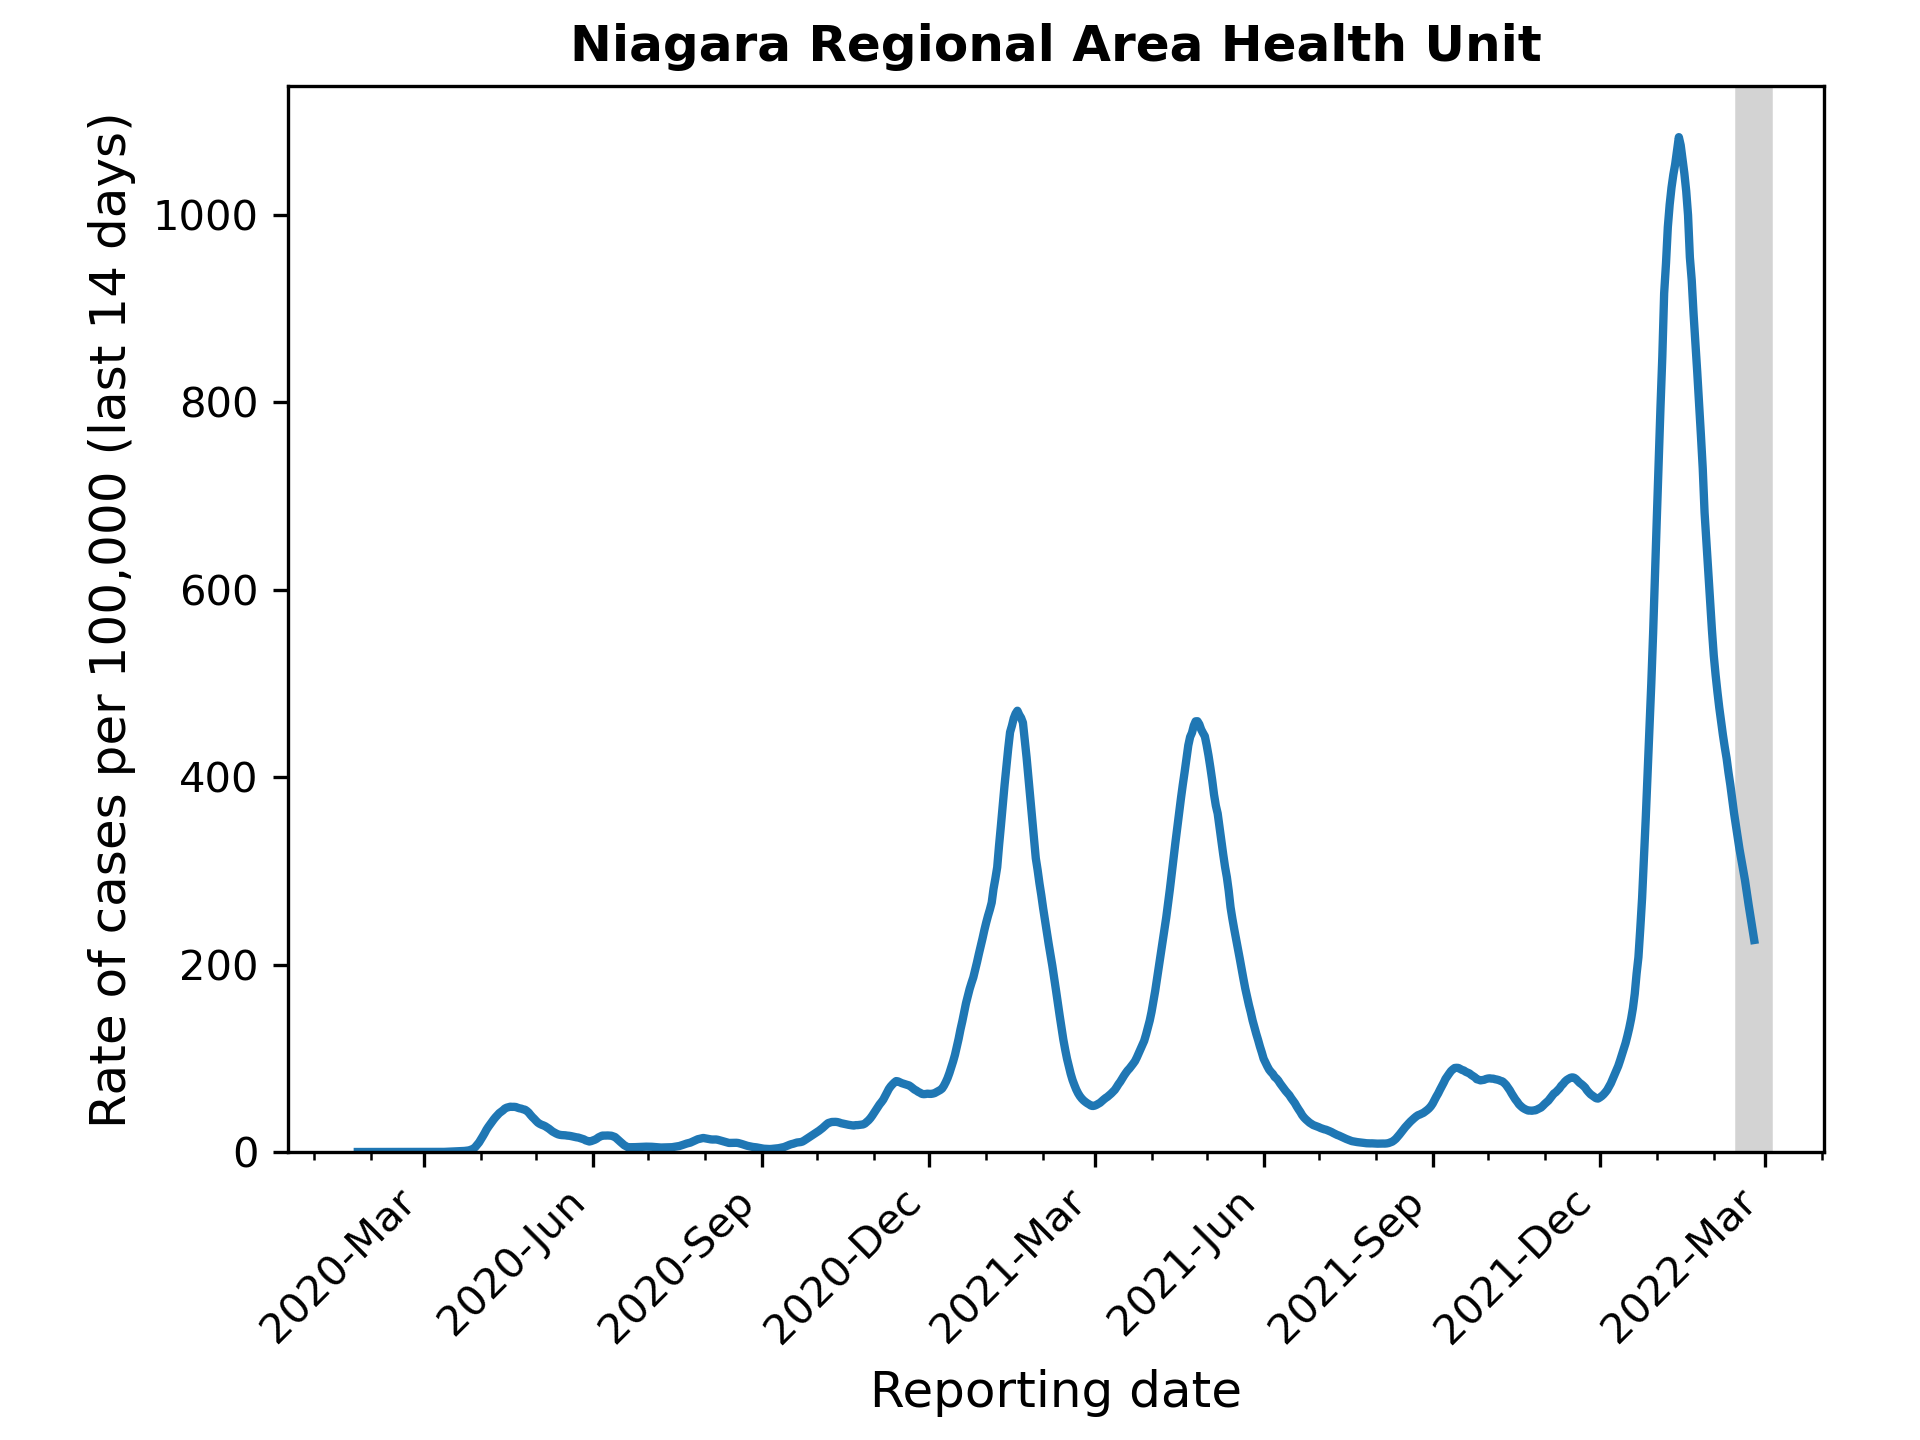 Niagara Regional Area Health Unit
Rate of cases per 100,000 (last 14 days)
1000
800
600
400
200
0
2020-Mar
2020-Jun
2020-Sep
2020-Dec
2021-Mar
2021-Jun
2021-Sep
2021-Dec
2022-Mar
Reporting date